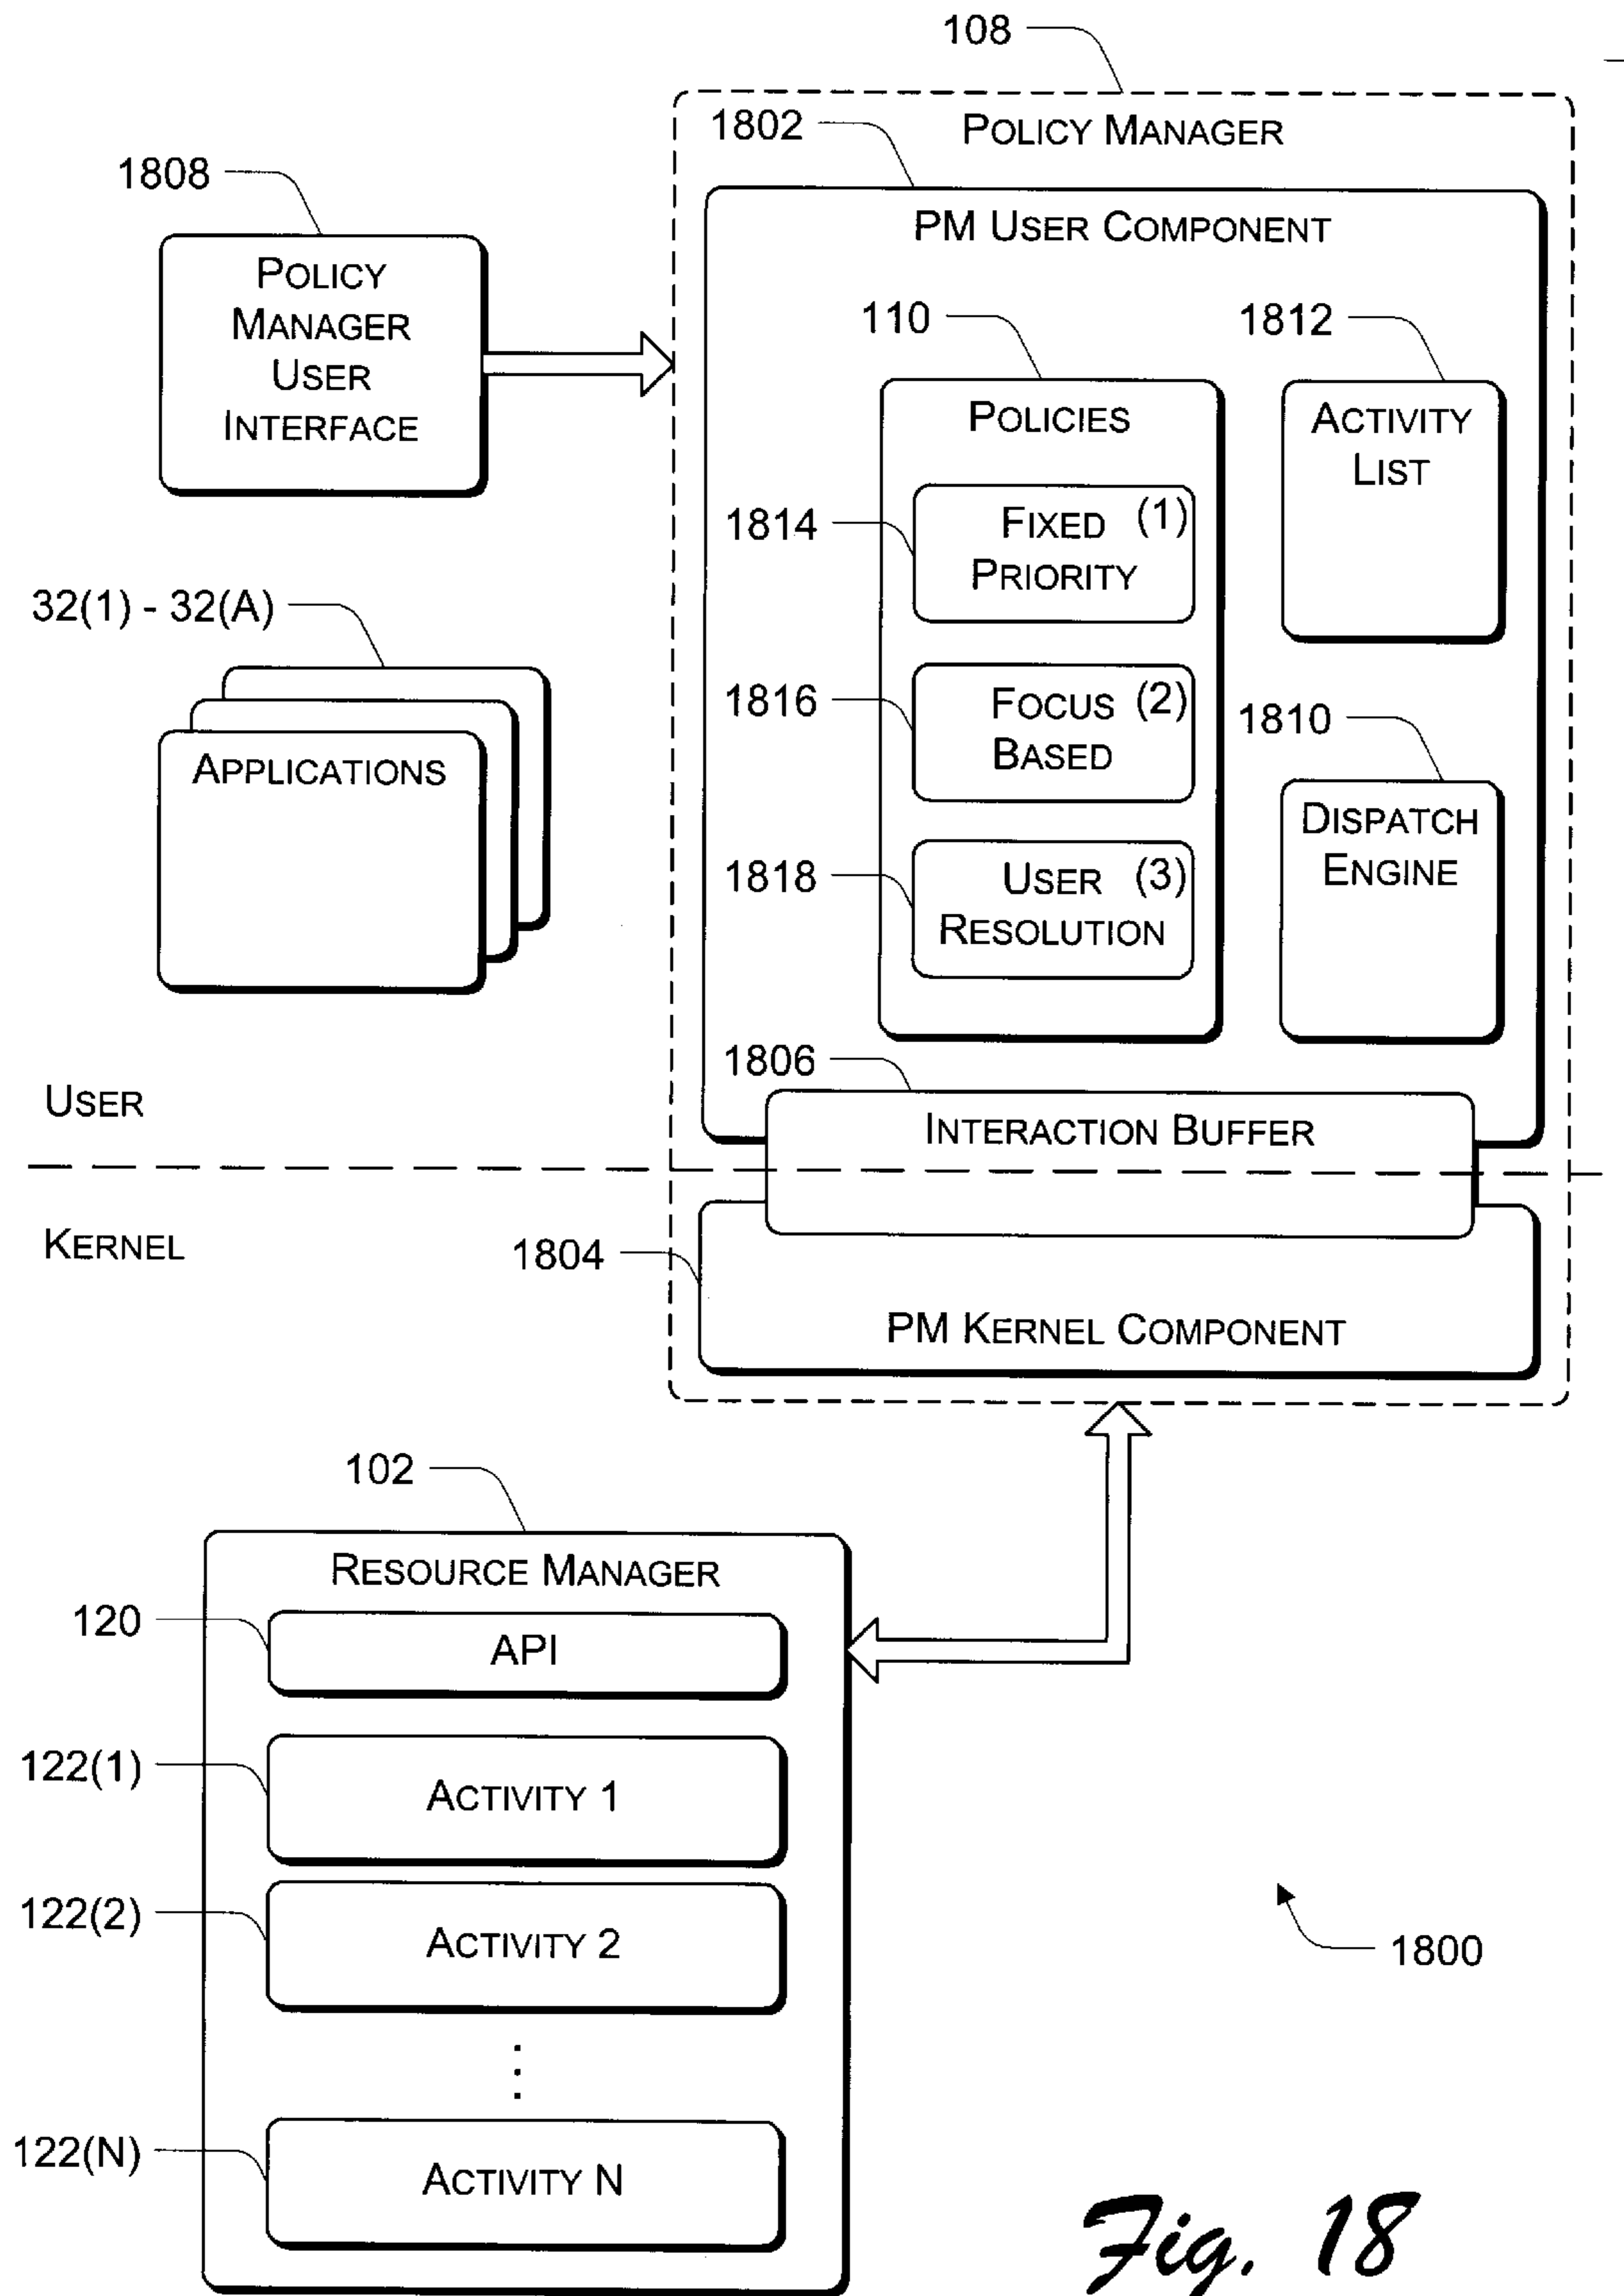 108
1802
POLICY MANAGER
1808
PM USER COMPONENT
POLICY
MANAGER
USER
INTERFACE
110
1812
POLICIES
ACTIVITY
LIST
1814
FIXED (1)
PRIORITY
32(1) - 32(A)
1816
FOCUS (2)
BASED
1810
APPLICATIONS
DISPATCH
ENGINE
1818
USER (3)
RESOLUTION
1806
USER
INTERACTION BUFFER
KERNEL
1804
PM KERNEL COMPONENT
102
RESOURCE MANAGER
120
API
122(1)
ACTIVITY 1
122(2)
ACTIVITY 2
1800
122(N)
ACTIVITY N
Fig. 18